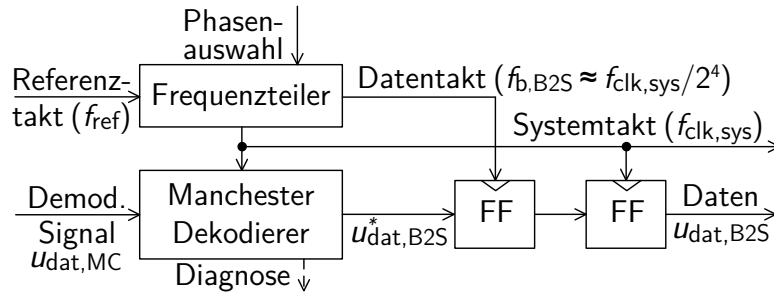 Phasen-
auswahl
Referenz-
takt (f_ref)
Frequenzteiler
Datentakt (f_b,B2S ≈ f_clk,sys/2^4)
Systemtakt (f_clk,sys)
Demod.
Signal
u_dat,MC
Manchester
Dekodierer
u*_dat,B2S
FF
FF
Daten
u_dat,B2S
Diagnose